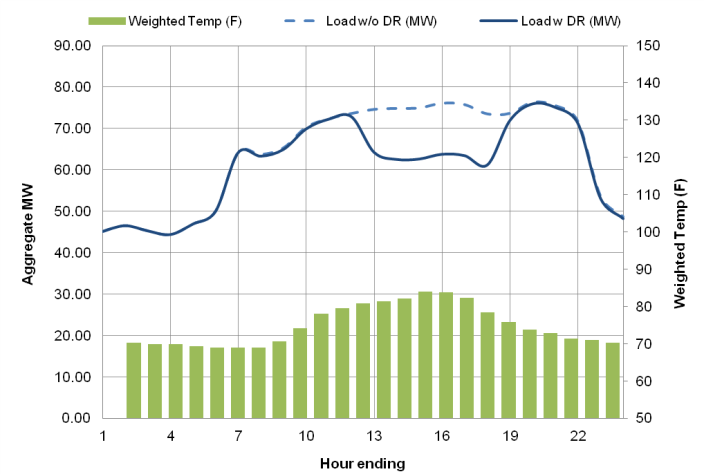 Weighted Temp (F) Load w/o DR (MW) Load w DR (MW)
90.00 150
80.00 140
70.00 130
60.00 120
50.00 110
40.00 100
30.00 90
20.00 80
10.00 70
0.00 60
50
Aggregate MW
Weighted Temp (F)
1 4 7 10 13 16 19 22
Hour ending